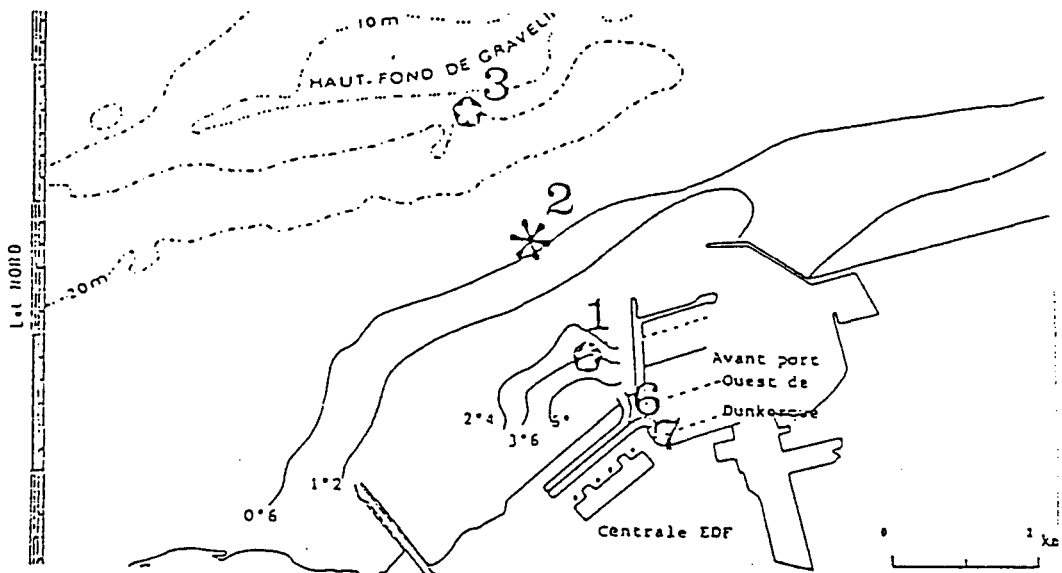 10m
HAUT-FOND DE GRAVELI
3
2
20m
Lat NORD
1
Avant port
Ouest de
Dunkerque
6
7
2°4
3°6
5°
1°2
0°6
Centrale EDF
0
km